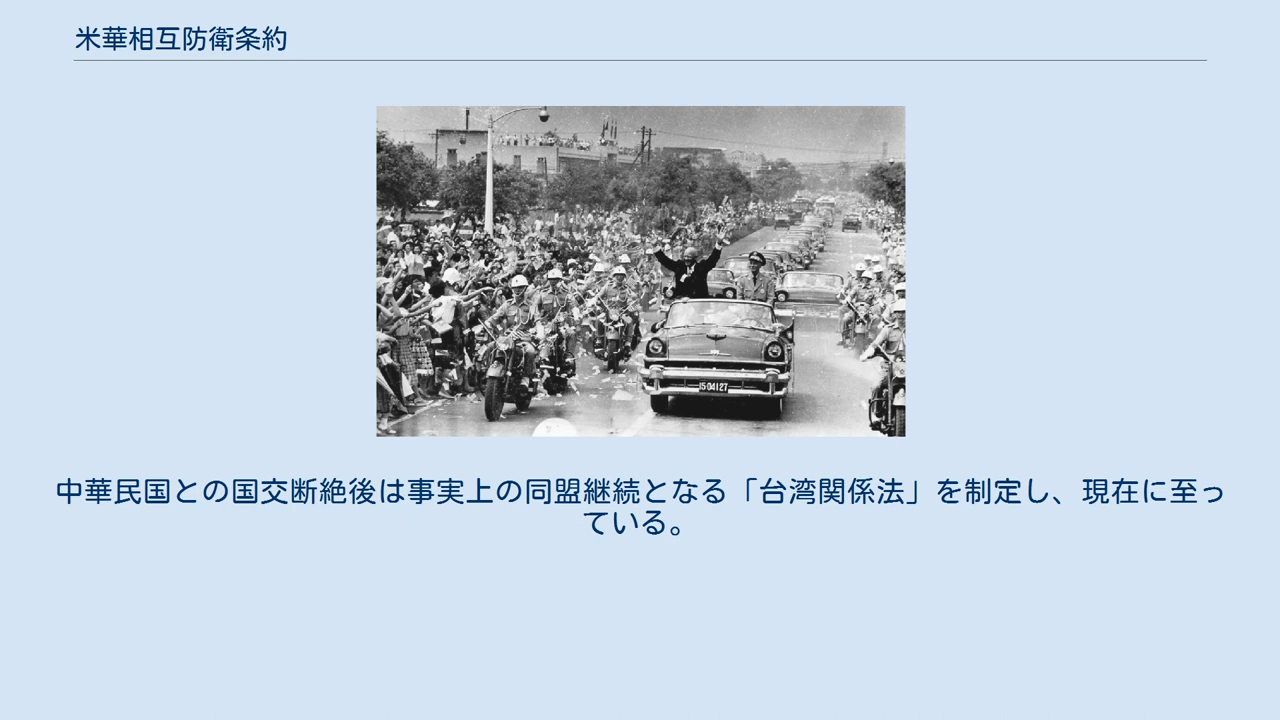 米華相互防衛条約
15-04127
中華民国との国交断絶後は事実上の同盟継続となる「台湾関係法」を制定し、現在に至っ
ている。